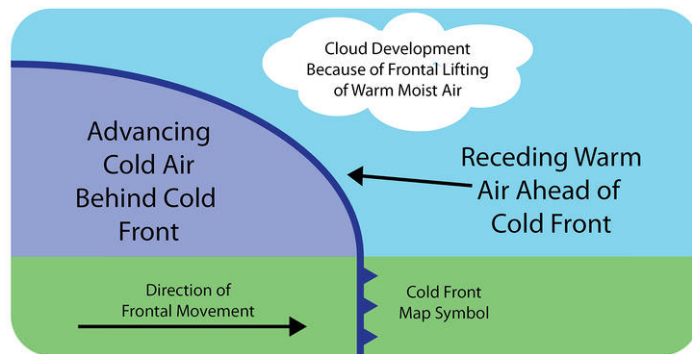 Cloud Development
Because of Frontal Lifting
of Warm Moist Air
Advancing
Cold Air
Behind Cold
Front
Receding Warm
Air Ahead of
Cold Front
Direction of
Frontal Movement
Cold Front
Map Symbol